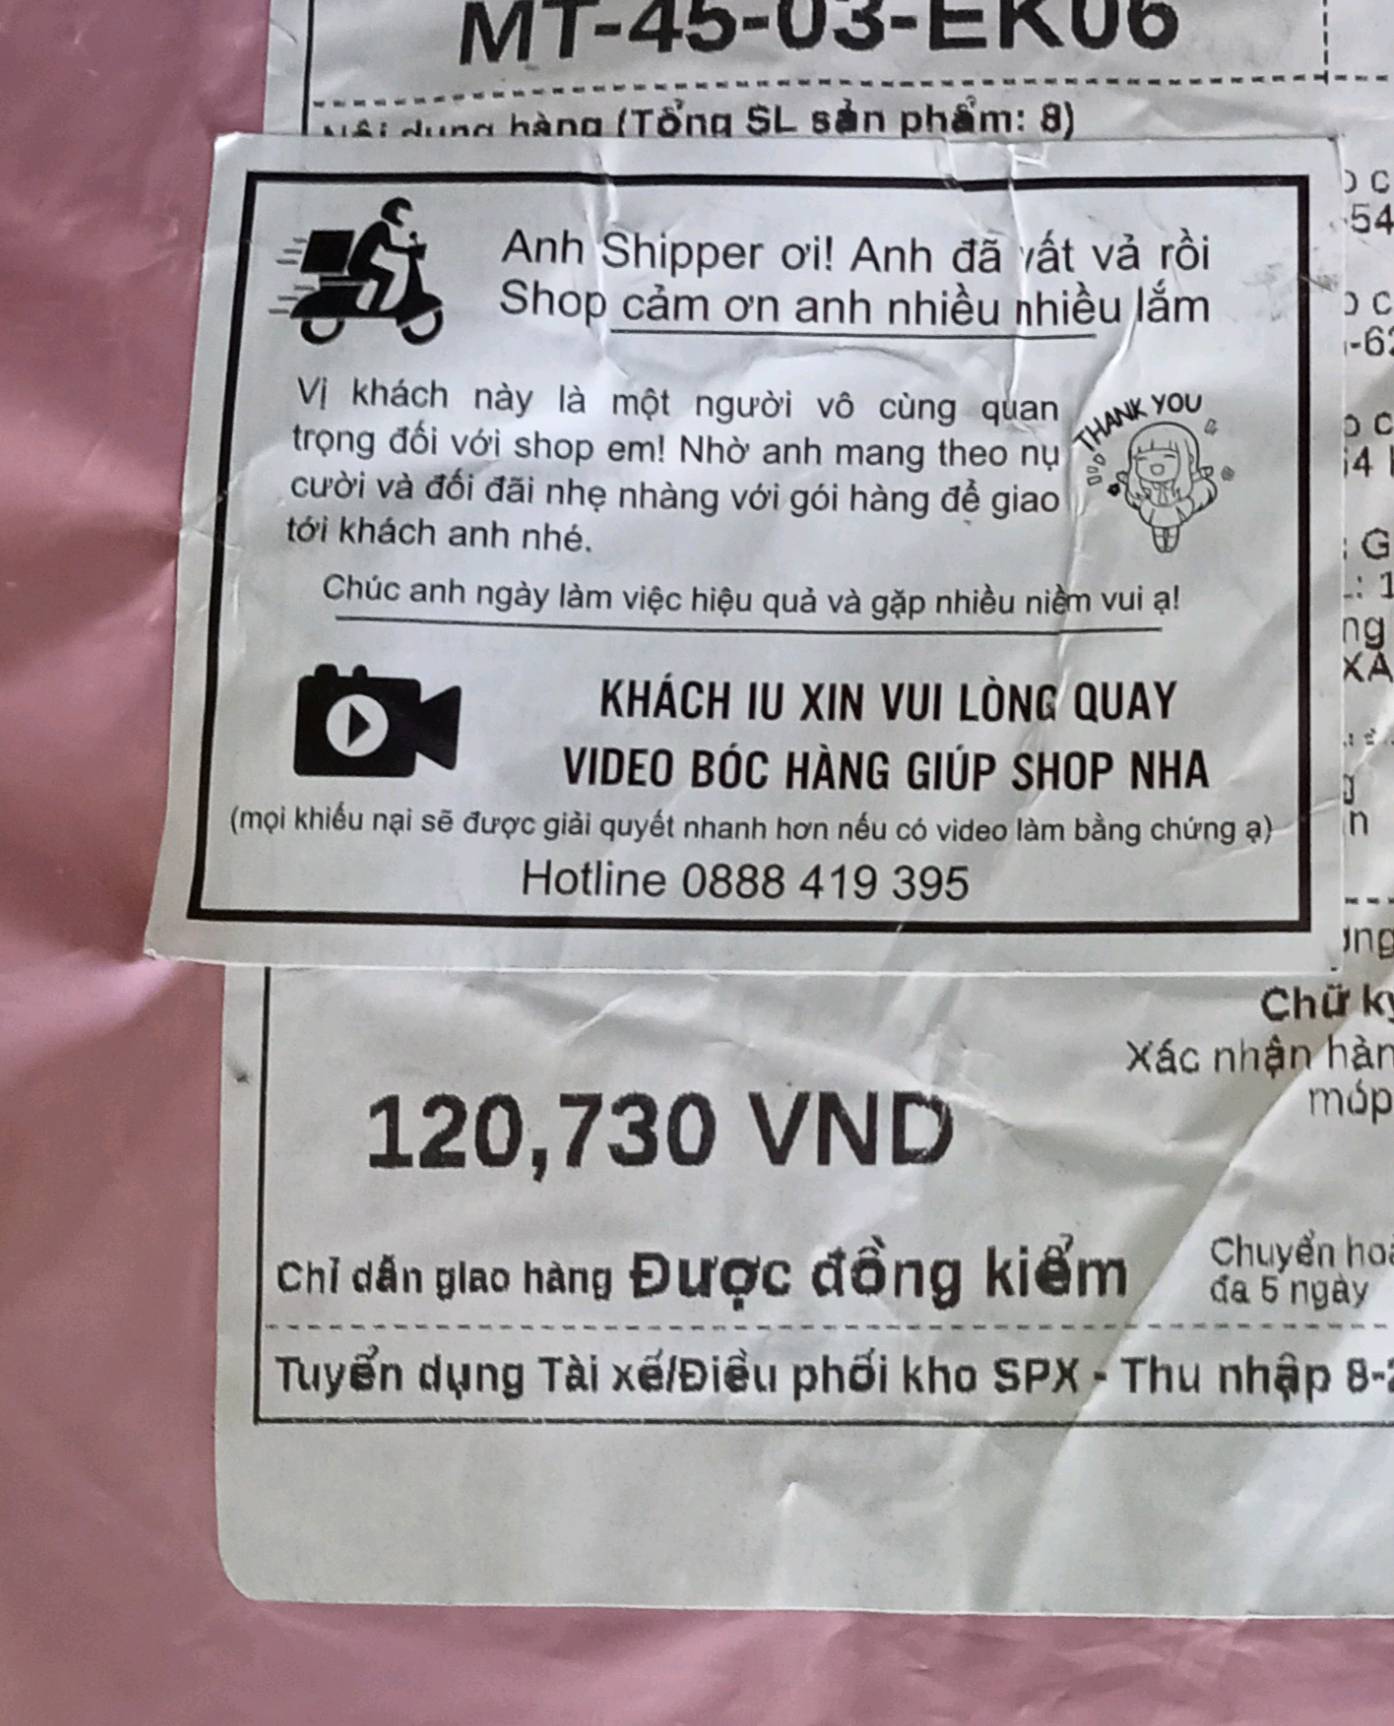 MT-45-03-EK06
Nội dung hàng (Tổng SL sản phẩm: 8)
Anh Shipper ơi! Anh đã vất vả rồi
Shop cảm ơn anh nhiều nhiều lắm
Vị khách này là một người vô cùng quan
trọng đối với shop em! Nhờ anh mang theo nụ
cười và đối đãi nhẹ nhàng với gói hàng để giao
tới khách anh nhé.
THANK YOU
Chúc anh ngày làm việc hiệu quả và gặp nhiều niềm vui ạ!
KHÁCH IU XIN VUI LÒNG QUAY
VIDEO BÓC HÀNG GIÚP SHOP NHA
(mọi khiếu nại sẽ được giải quyết nhanh hơn nếu có video làm bằng chứng ạ)
Hotline 0888 419 395
Chữ ký
Xác nhận hàn
móp
120,730 VND
Chỉ dẫn giao hàng Được đồng kiểm
Chuyển hoà
đa 5 ngày
Tuyển dụng Tài xế/Điều phối kho SPX - Thu nhập 8-